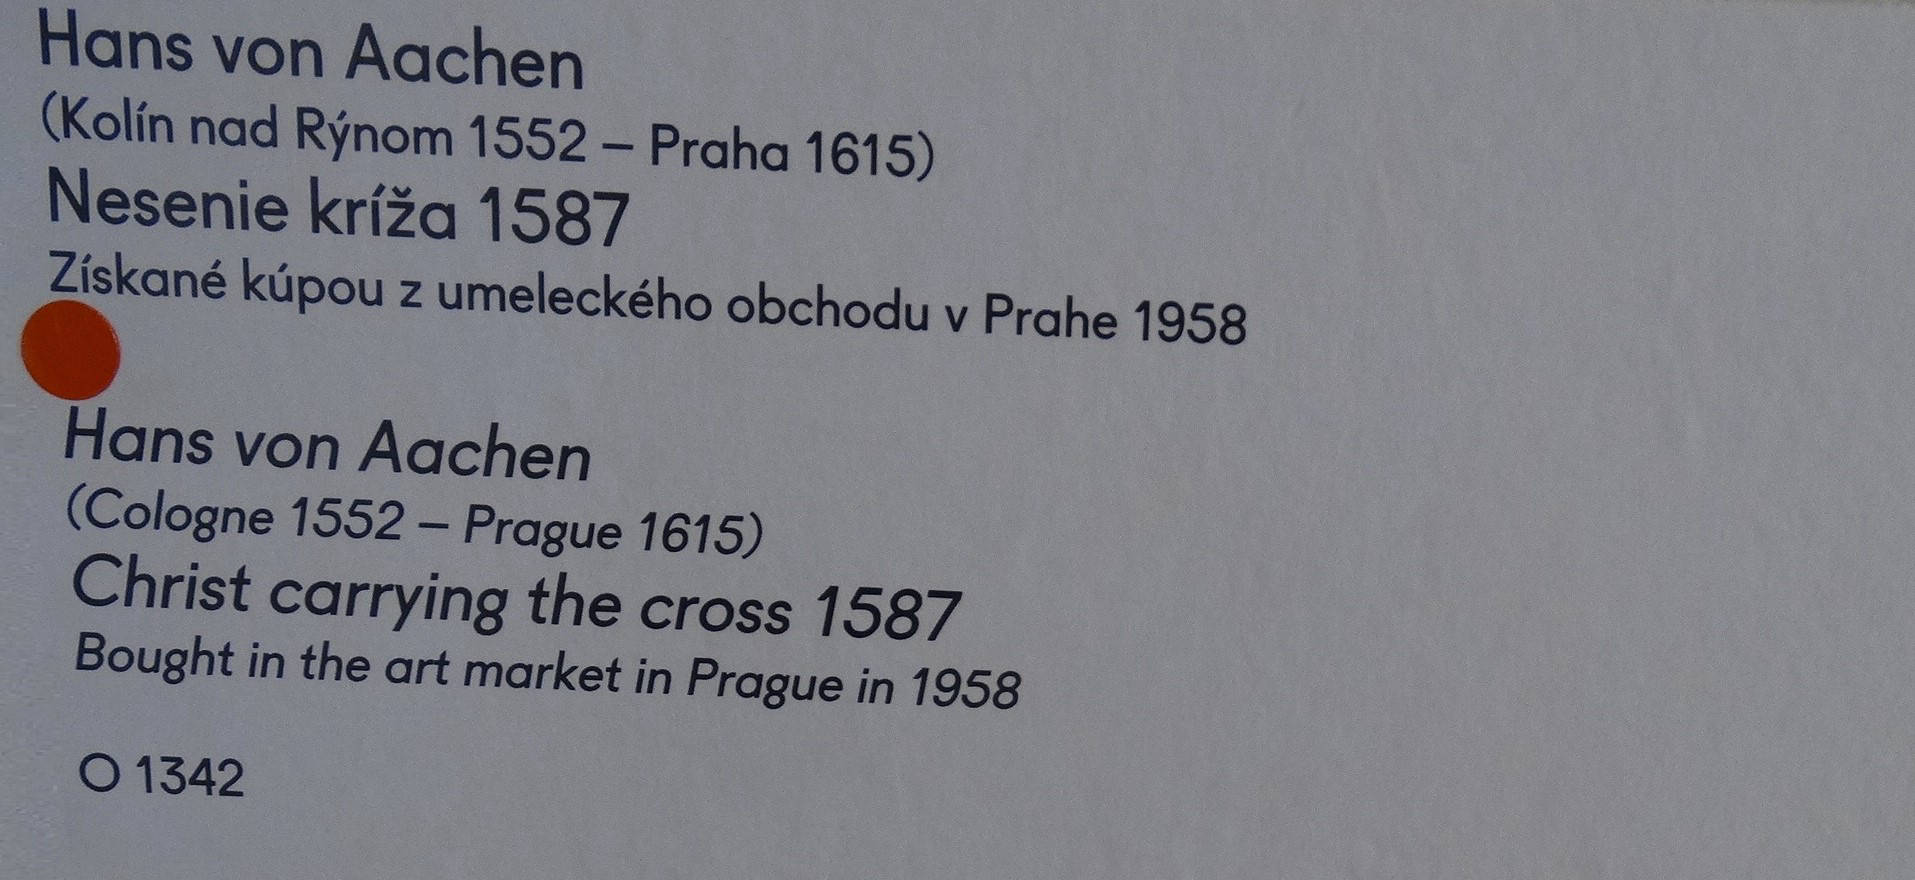 Hans von Aachen
(Kolín nad Rýnom 1552 – Praha 1615)
Nesenie kríža 1587
Získané kúpou z umeleckého obchodu v Prahe 1958
Hans von Aachen
(Cologne 1552 – Prague 1615)
Christ carrying the cross 1587
Bought in the art market in Prague in 1958
O 1342